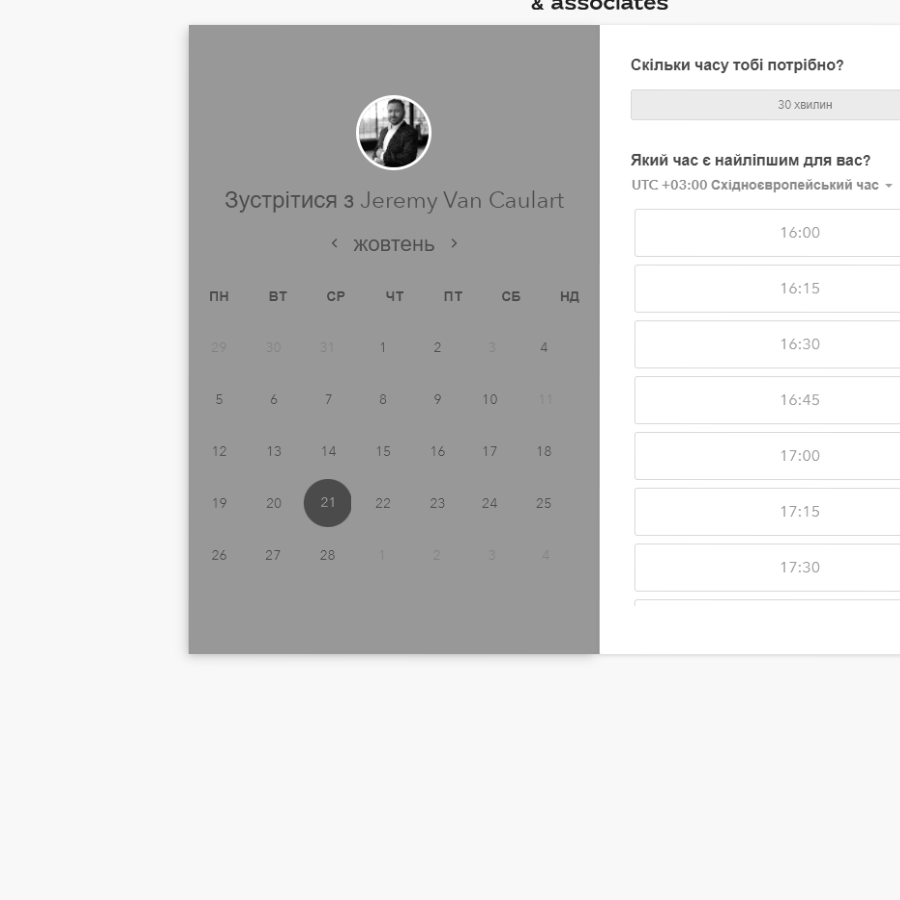 & associates
Зустрітися з Jeremy Van Caulart
жовтень
ПН ВТ СР ЧТ ПТ СБ НД
29 30 31 1 2 3 4
5 6 7 8 9 10 11
12 13 14 15 16 17 18
19 20 21 22 23 24 25
26 27 28 1 2 3 4
Скільки часу тобі потрібно?
30 хвилин
Який час є найліпшим для вас?
UTC +03:00 Східноєвропейський час
16:00
16:15
16:30
16:45
17:00
17:15
17:30